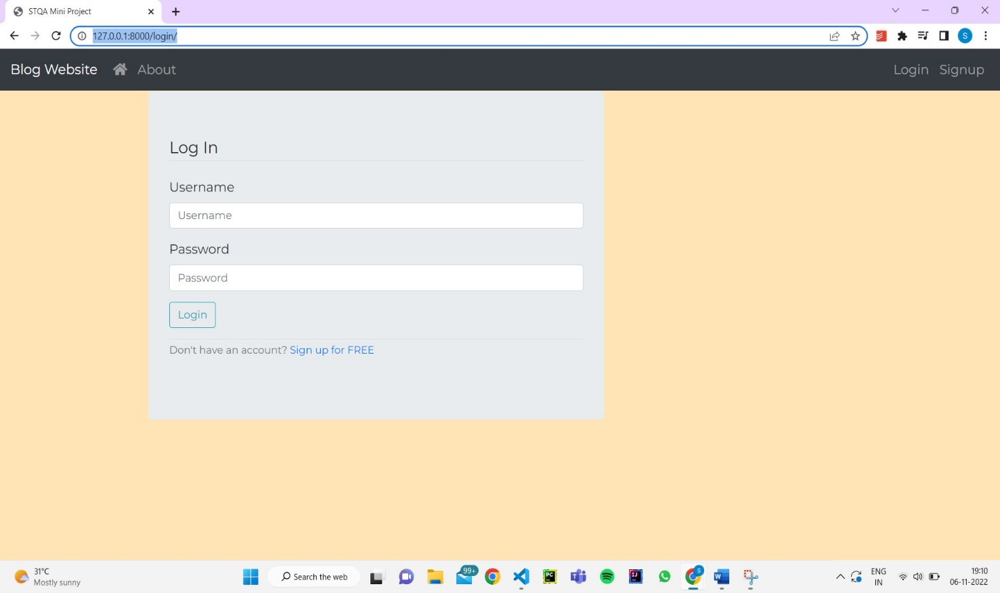 STQA Mini Project
127.0.0.1:8000/login/
S
Blog Website About Login Signup
Log In
Username
Username
Password
Password
Login
Don't have an account? Sign up for FREE
31°C
Mostly sunny
Search the web
99+
PC
T
IJ
S
W
ENG
IN
19:10
06-11-2022